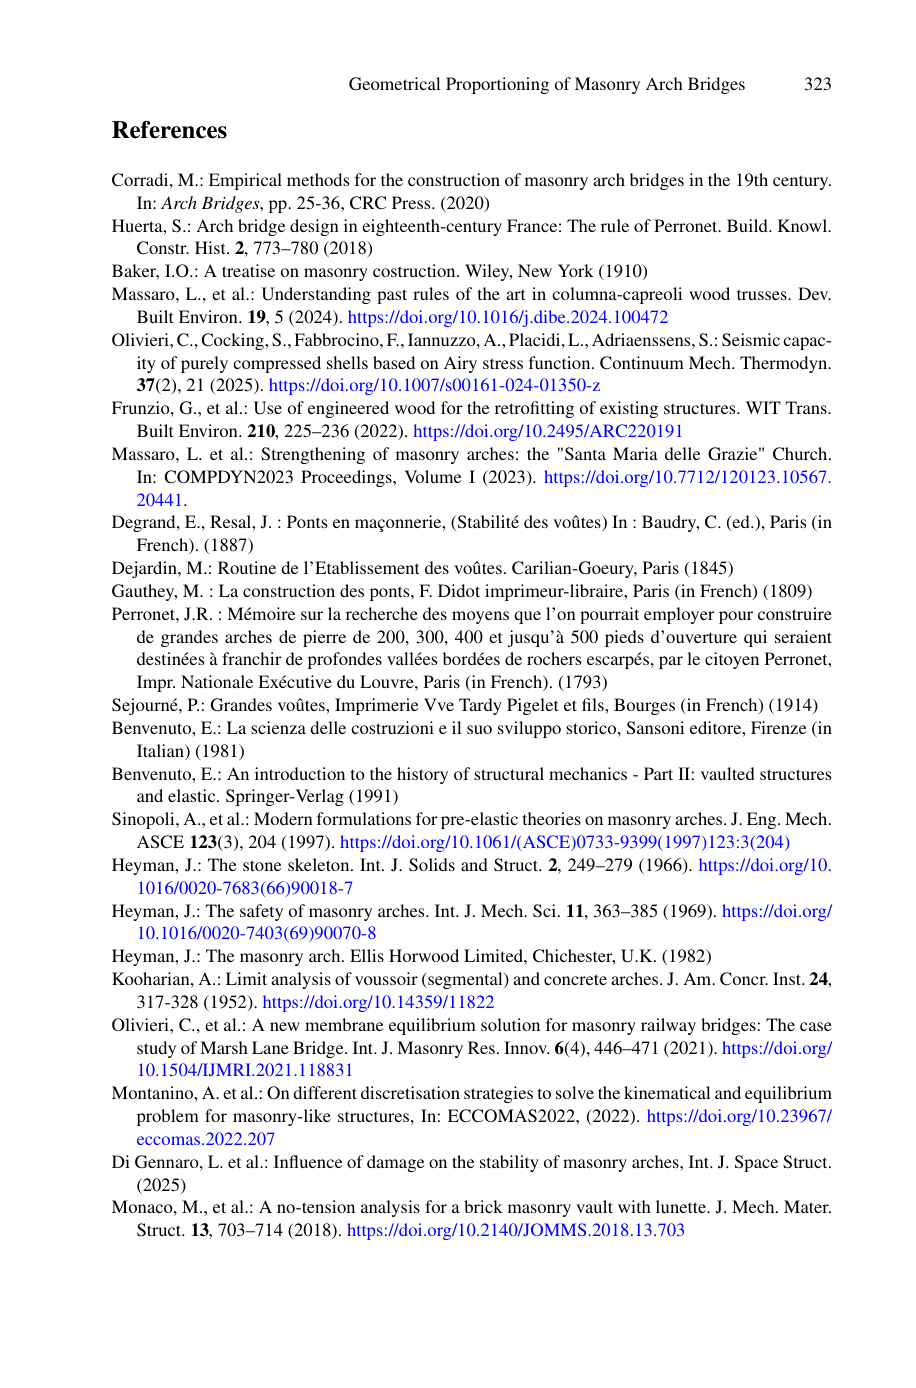 Geometrical Proportioning of Masonry Arch Bridges 323
References
Corradi, M.: Empirical methods for the construction of masonry arch bridges in the 19th century.
In: Arch Bridges, pp. 25-36, CRC Press. (2020)
Huerta, S.: Arch bridge design in eighteenth-century France: The rule of Perronet. Build. Knowl.
Constr. Hist. 2, 773–780 (2018)
Baker, I.O.: A treatise on masonry costruction. Wiley, New York (1910)
Massaro, L., et al.: Understanding past rules of the art in columna-capreoli wood trusses. Dev.
Built Environ. 19, 5 (2024). https://doi.org/10.1016/j.dibe.2024.100472
Olivieri, C., Cocking, S., Fabbrocino, F., Iannuzzo, A., Placidi, L., Adriaenssens, S.: Seismic capac-
ity of purely compressed shells based on Airy stress function. Continuum Mech. Thermodyn.
37(2), 21 (2025). https://doi.org/10.1007/s00161-024-01350-z
Frunzio, G., et al.: Use of engineered wood for the retrofitting of existing structures. WIT Trans.
Built Environ. 210, 225–236 (2022). https://doi.org/10.2495/ARC220191
Massaro, L. et al.: Strengthening of masonry arches: the "Santa Maria delle Grazie" Church.
In: COMPDYN2023 Proceedings, Volume I (2023). https://doi.org/10.7712/120123.10567.
20441.
Degrand, E., Resal, J. : Ponts en maçonnerie, (Stabilité des voûtes) In : Baudry, C. (ed.), Paris (in
French). (1887)
Dejardin, M.: Routine de l’Etablissement des voûtes. Carilian-Goeury, Paris (1845)
Gauthey, M. : La construction des ponts, F. Didot imprimeur-libraire, Paris (in French) (1809)
Perronet, J.R. : Mémoire sur la recherche des moyens que l’on pourrait employer pour construire
de grandes arches de pierre de 200, 300, 400 et jusqu’à 500 pieds d’ouverture qui seraient
destinées à franchir de profondes vallées bordées de rochers escarpés, par le citoyen Perronet,
Impr. Nationale Exécutive du Louvre, Paris (in French). (1793)
Sejourné, P.: Grandes voûtes, Imprimerie Vve Tardy Pigelet et fils, Bourges (in French) (1914)
Benvenuto, E.: La scienza delle costruzioni e il suo sviluppo storico, Sansoni editore, Firenze (in
Italian) (1981)
Benvenuto, E.: An introduction to the history of structural mechanics - Part II: vaulted structures
and elastic. Springer-Verlag (1991)
Sinopoli, A., et al.: Modern formulations for pre-elastic theories on masonry arches. J. Eng. Mech.
ASCE 123(3), 204 (1997). https://doi.org/10.1061/(ASCE)0733-9399(1997)123:3(204)
Heyman, J.: The stone skeleton. Int. J. Solids and Struct. 2, 249–279 (1966). https://doi.org/10.
1016/0020-7683(66)90018-7
Heyman, J.: The safety of masonry arches. Int. J. Mech. Sci. 11, 363–385 (1969). https://doi.org/
10.1016/0020-7403(69)90070-8
Heyman, J.: The masonry arch. Ellis Horwood Limited, Chichester, U.K. (1982)
Kooharian, A.: Limit analysis of voussoir (segmental) and concrete arches. J. Am. Concr. Inst. 24,
317-328 (1952). https://doi.org/10.14359/11822
Olivieri, C., et al.: A new membrane equilibrium solution for masonry railway bridges: The case
study of Marsh Lane Bridge. Int. J. Masonry Res. Innov. 6(4), 446–471 (2021). https://doi.org/
10.1504/IJMRI.2021.118831
Montanino, A. et al.: On different discretisation strategies to solve the kinematical and equilibrium
problem for masonry-like structures, In: ECCOMAS2022, (2022). https://doi.org/10.23967/
eccomas.2022.207
Di Gennaro, L. et al.: Influence of damage on the stability of masonry arches, Int. J. Space Struct.
(2025)
Monaco, M., et al.: A no-tension analysis for a brick masonry vault with lunette. J. Mech. Mater.
Struct. 13, 703–714 (2018). https://doi.org/10.2140/JOMMS.2018.13.703